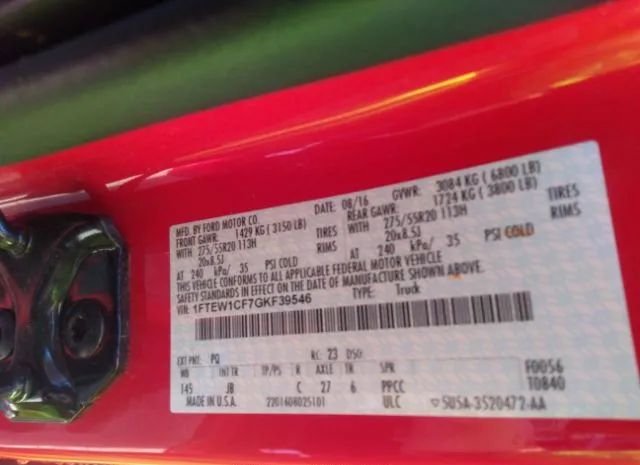 MFD. BY FORD MOTOR CO.
DATE: 08/16 GVWR: 3084 KG ( 6800 LB)
FRONT GAWR: 1429 KG ( 3150 LB) REAR GAWR: 1724 KG ( 3800 LB)
WITH 275/55R20 113H TIRES WITH 275/55R20 113H TIRES
20x8.5J RIMS 20x8.5J RIMS
AT 240 kPa/ 35 PSI COLD AT 240 kPa/ 35 PSI COLD
THIS VEHICLE CONFORMS TO ALL APPLICABLE FEDERAL MOTOR VEHICLE
SAFETY STANDARDS IN EFFECT ON THE DATE OF MANUFACTURE SHOWN ABOVE.
VIN: 1FTEW1CF7GKF39546 TYPE: Truck
EXT PNT: PQ RC: 23 DSO:
WB INT TR TP/PS R AXLE TR SPR F0056
145 JB C 27 6 PPCC T0840
MADE IN U.S.A. 2201608025101 ULC ▽5U5A-3520472-AA